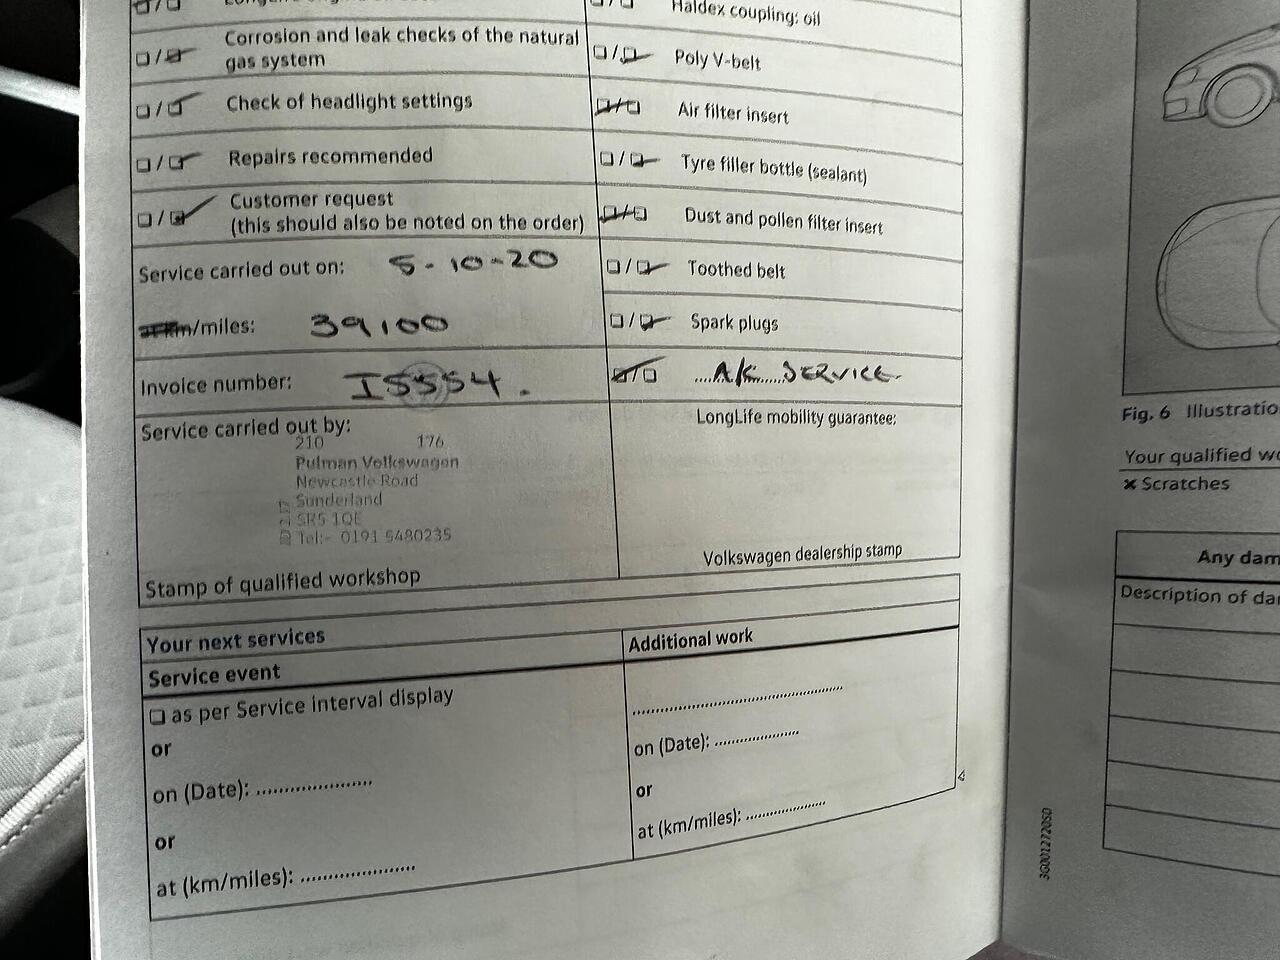 Haldex coupling: oil
Corrosion and leak checks of the natural
gas system
Poly V-belt
Check of headlight settings
Air filter insert
Repairs recommended
Tyre filler bottle (sealant)
Customer request
(this should also be noted on the order)
Dust and pollen filter insert
Service carried out on: 5-10-20
Toothed belt
km/miles: 39100
Spark plugs
Invoice number: I5554.
A/C SERVICE.
Service carried out by:
210 176
Pulman Volkswagen
Newcastle Road
Sunderland
SR5 1QE
Tel:- 0191 5480235
Stamp of qualified workshop
LongLife mobility guarantee:
Volkswagen dealership stamp
Your next services
Service event
as per Service interval display
or
on (Date): .....................
or
at (km/miles): .....................
Additional work
on (Date): .....................
or
at (km/miles): .....................
Fig. 6 Illustratio
Your qualified wo
× Scratches
Any dam
Description of da
3G0012720SD